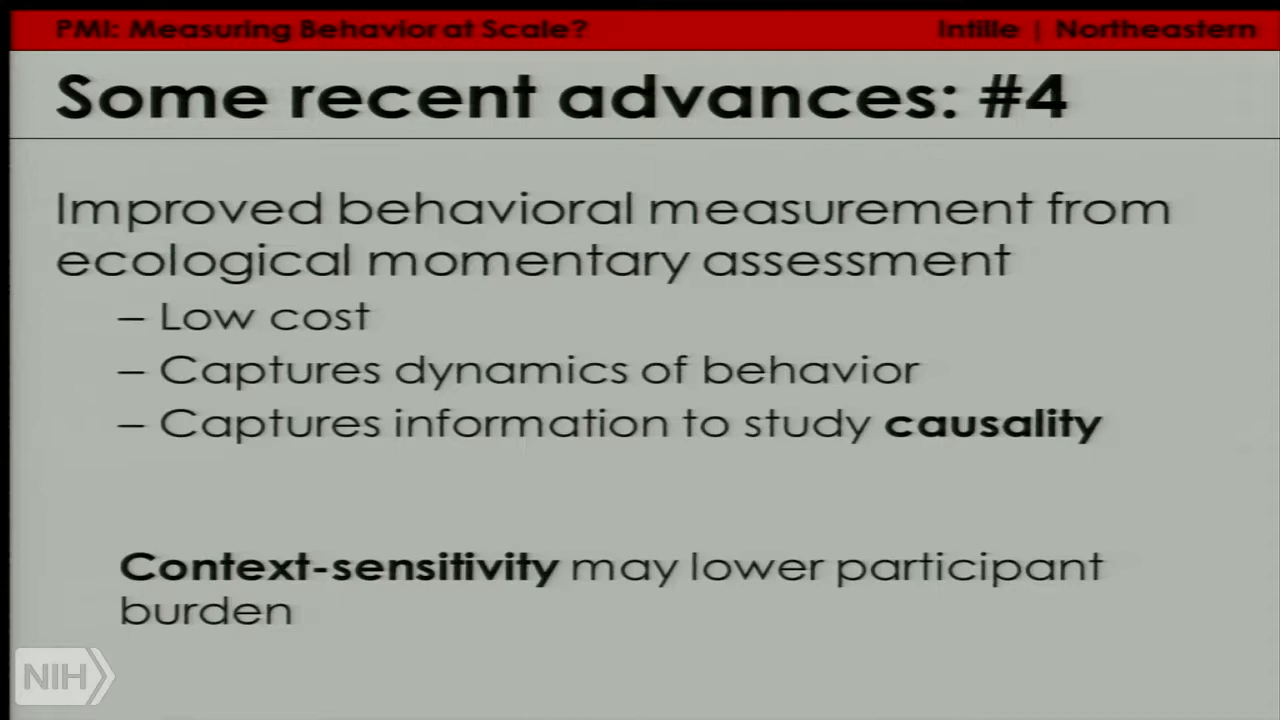 PMI: Measuring Behavior at Scale? Intille | Northeastern
Some recent advances: #4
Improved behavioral measurement from
ecological momentary assessment
– Low cost
– Captures dynamics of behavior
– Captures information to study causality
Context-sensitivity may lower participant
burden
NIH